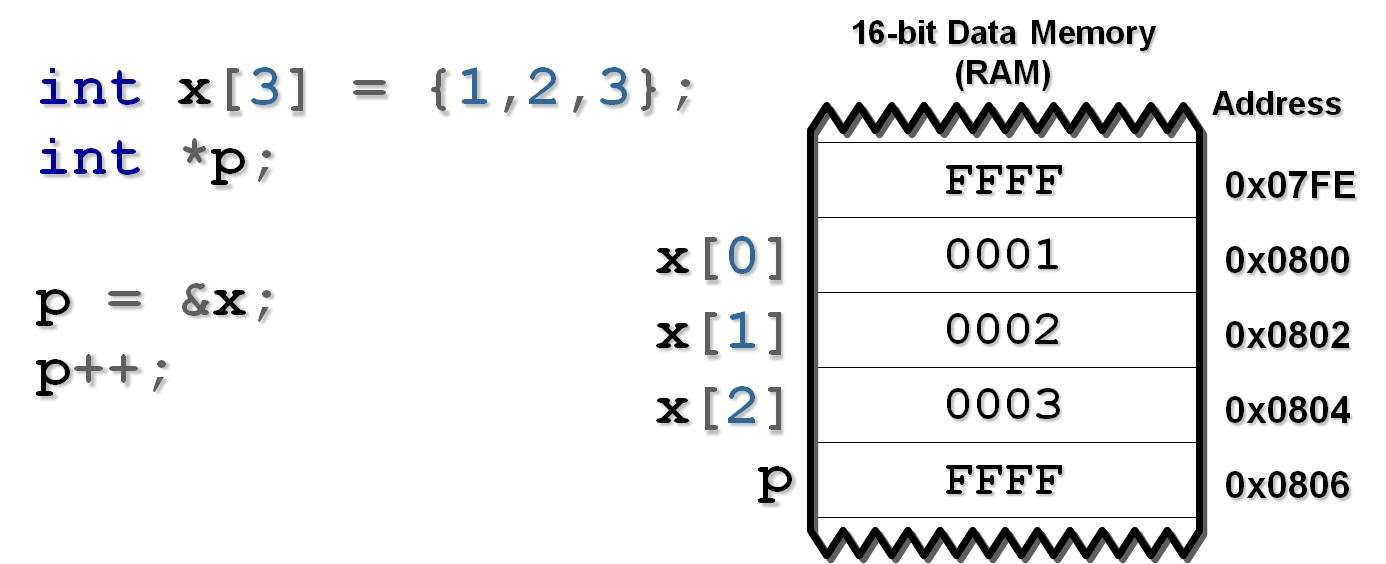 int x[3] = {1,2,3};
int *p;
p = &x;
p++;
16-bit Data Memory
(RAM)
Address
FFFF 0x07FE
x[0] 0001 0x0800
x[1] 0002 0x0802
x[2] 0003 0x0804
p FFFF 0x0806